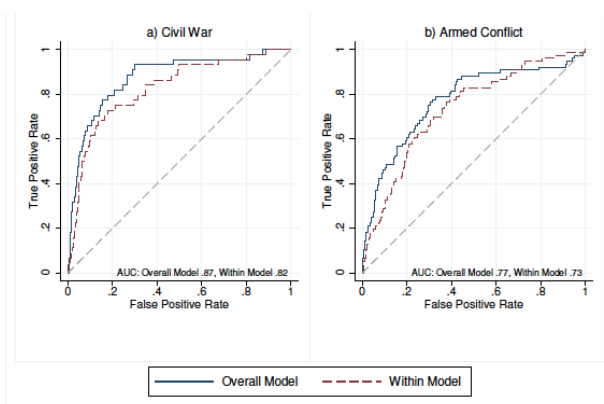 a) Civil War
True Positive Rate
0 .2 .4 .6 .8 1
AUC: Overall Model .87, Within Model .82
0 .2 .4 .6 .8 1
False Positive Rate
b) Armed Conflict
True Positive Rate
0 .2 .4 .6 .8 1
AUC: Overall Model .77, Within Model .73
0 .2 .4 .6 .8 1
False Positive Rate
Overall Model Within Model